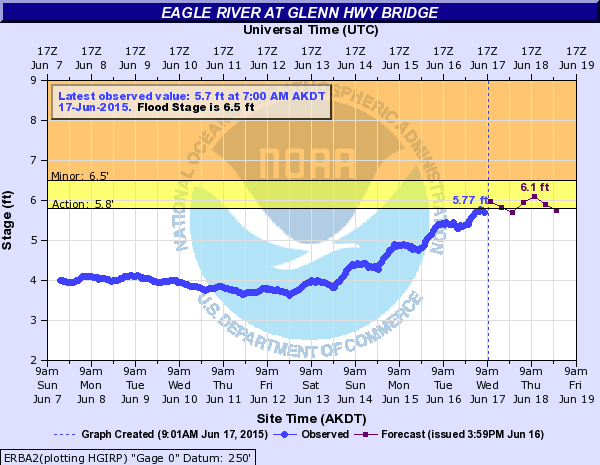 EAGLE RIVER AT GLENN HWY BRIDGE
Universal Time (UTC)
17Z 17Z 17Z 17Z 17Z 17Z 17Z 17Z 17Z 17Z 17Z 17Z 17Z
Jun 7 Jun 8 Jun 9 Jun 10 Jun 11 Jun 12 Jun 13 Jun 14 Jun 15 Jun 16 Jun 17 Jun 18 Jun 19
9
Latest observed value: 5.7 ft at 7:00 AM AKDT
17-Jun-2015. Flood Stage is 6.5 ft
8
7
Minor: 6.5'
6.1 ft
5.77 ft
6
Action: 5.8'
Stage (ft)
5
4
3
2
NATIONAL OCEANIC AND ATMOSPHERIC ADMINISTRATION
NOAA
U.S. DEPARTMENT OF COMMERCE
9am 9am 9am 9am 9am 9am 9am 9am 9am 9am 9am 9am 9am
Sun Mon Tue Wed Thu Fri Sat Sun Mon Tue Wed Thu Fri
Jun 7 Jun 8 Jun 9 Jun 10 Jun 11 Jun 12 Jun 13 Jun 14 Jun 15 Jun 16 Jun 17 Jun 18 Jun 19
Site Time (AKDT)
Graph Created (9:01AM Jun 17, 2015) Observed Forecast (issued 3:59PM Jun 16)
ERBA2(plotting HGIRP) "Gage 0" Datum: 250'